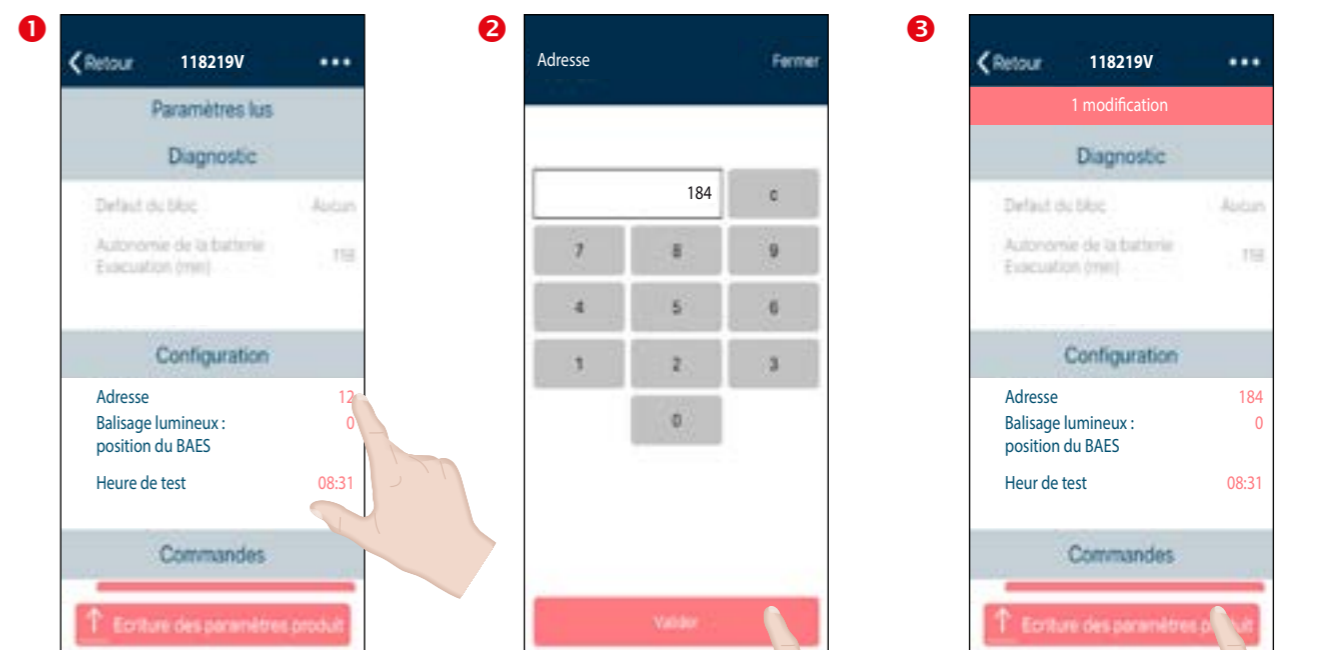 1
Retour 118219V
Paramètres lus
Diagnostic
Defaut du bloc Aucun
Autonomie de la batterie
Evacuation (min) 118
Configuration
Adresse 12
Balisage lumineux : 0
position du BAES
Heure de test 08:31
Commandes
Ecriture des paramètres produit
2
Adresse Fermer
184 c
7 8 9
4 5 6
1 2 3
0
Valider
3
Retour 118219V
1 modification
Diagnostic
Defaut du bloc Aucun
Autonomie de la batterie
Evacuation (min) 118
Configuration
Adresse 184
Balisage lumineux : 0
position du BAES
Heur de test 08:31
Commandes
Ecriture des paramètres